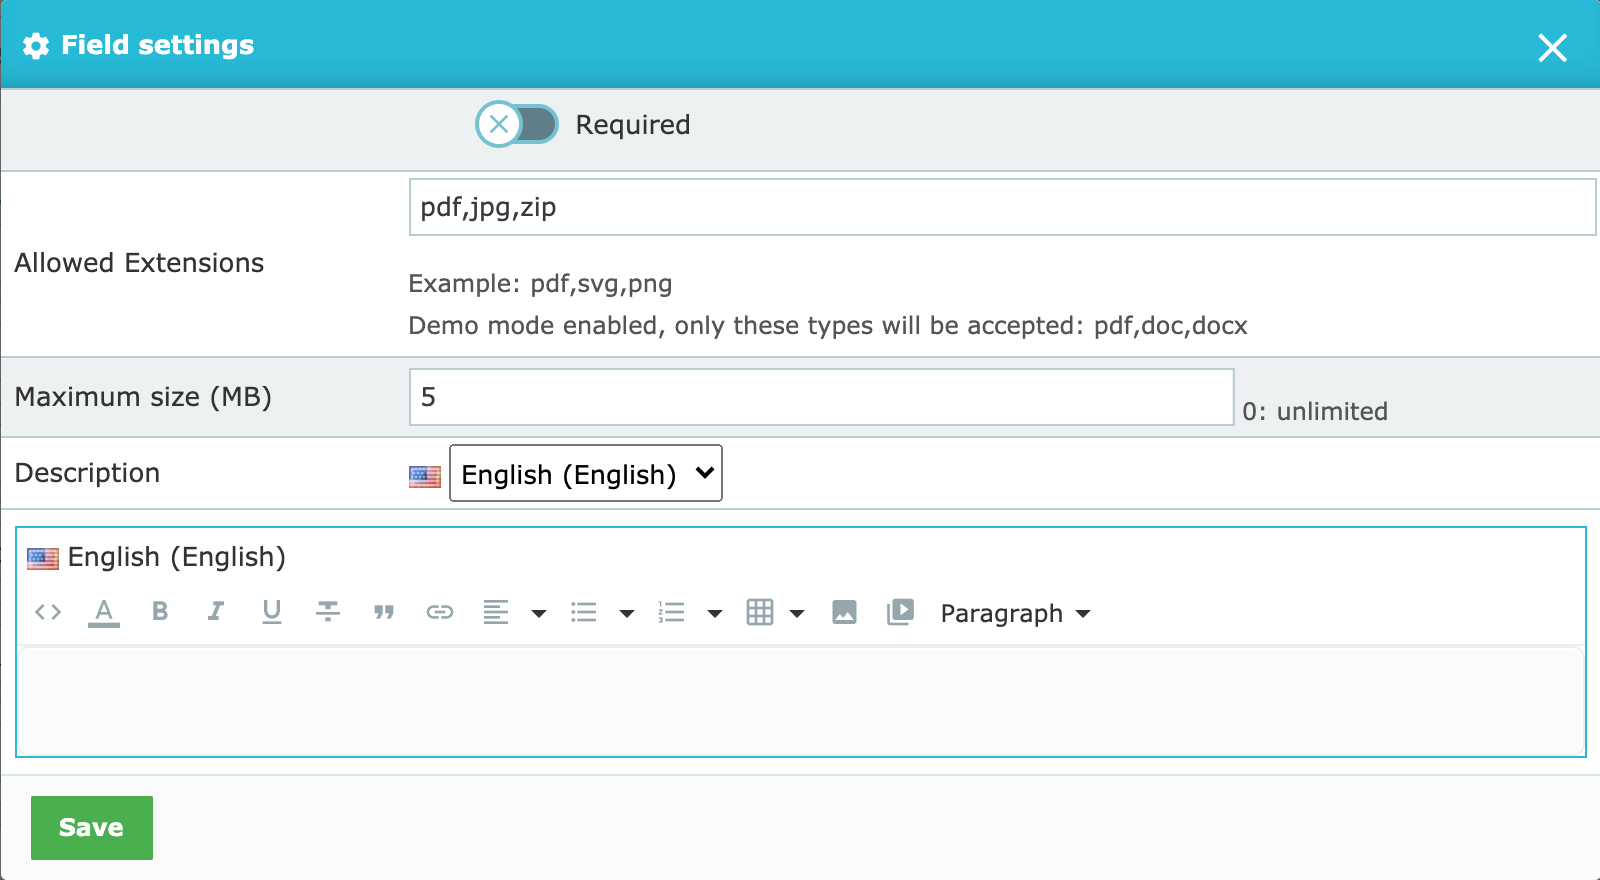 Field settings
Required
Allowed Extensions
pdf,jpg,zip
Example: pdf,svg,png
Demo mode enabled, only these types will be accepted: pdf,doc,docx
Maximum size (MB)
5
0: unlimited
Description
English (English)
English (English)
Paragraph
Save